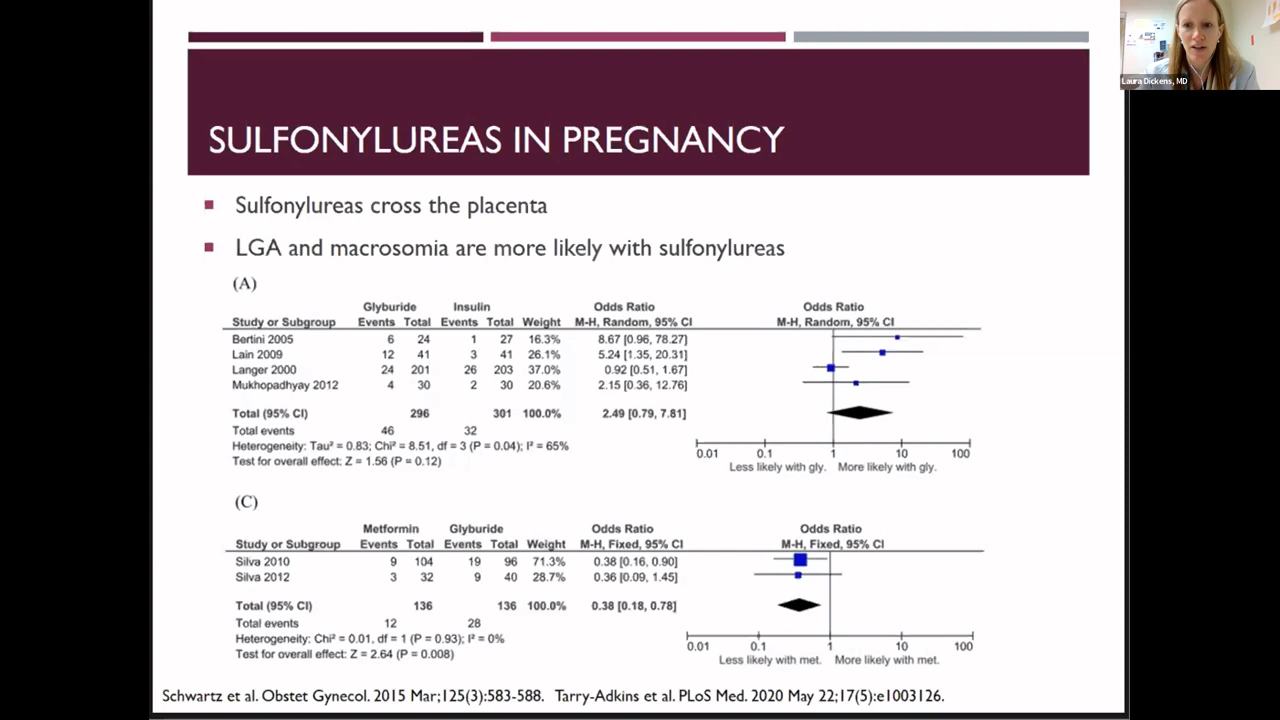 Laura Dickens, MD
SULFONYLUREAS IN PREGNANCY
Sulfonylureas cross the placenta
LGA and macrosomia are more likely with sulfonylureas
(A)
Glyburide Insulin Odds Ratio Odds Ratio
Study or Subgroup Events Total Events Total Weight M-H, Random, 95% CI M-H, Random, 95% CI
Bertini 2005 6 24 1 27 16.3% 8.67 [0.96, 78.27]
Lain 2009 12 41 3 41 26.1% 5.24 [1.35, 20.31]
Langer 2000 24 201 26 203 37.0% 0.92 [0.51, 1.67]
Mukhopadhyay 2012 4 30 2 30 20.6% 2.15 [0.36, 12.76]
Total (95% CI) 296 301 100.0% 2.49 [0.79, 7.81]
Total events 46 32
Heterogeneity: Tau² = 0.83; Chi² = 8.51, df = 3 (P = 0.04); I² = 65%
Test for overall effect: Z = 1.56 (P = 0.12)
0.01 0.1 1 10 100
Less likely with gly. More likely with gly.
(C)
Metformin Glyburide Odds Ratio Odds Ratio
Study or Subgroup Events Total Events Total Weight M-H, Fixed, 95% CI M-H, Fixed, 95% CI
Silva 2010 9 104 19 96 71.3% 0.38 [0.16, 0.90]
Silva 2012 3 32 9 40 28.7% 0.36 [0.09, 1.45]
Total (95% CI) 136 136 100.0% 0.38 [0.18, 0.78]
Total events 12 28
Heterogeneity: Chi² = 0.01, df = 1 (P = 0.93); I² = 0%
Test for overall effect: Z = 2.64 (P = 0.008)
0.01 0.1 1 10 100
Less likely with met. More likely with met.
Schwartz et al. Obstet Gynecol. 2015 Mar;125(3):583-588. Tarry-Adkins et al. PLoS Med. 2020 May 22;17(5):e1003126.